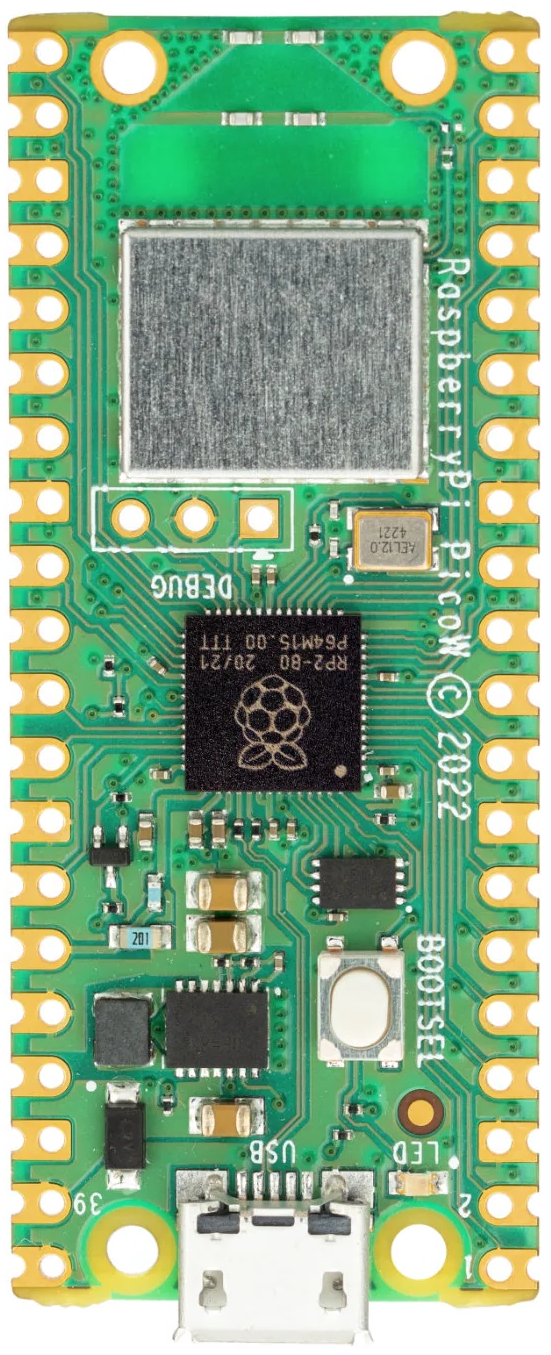 RaspberryPi PicoW © 2022
AEL12.0
4221
DEBUG
RP2-B0 20/21
P64M15.00 TTT
201
BOOTSEL
USB
LED
39
2
1